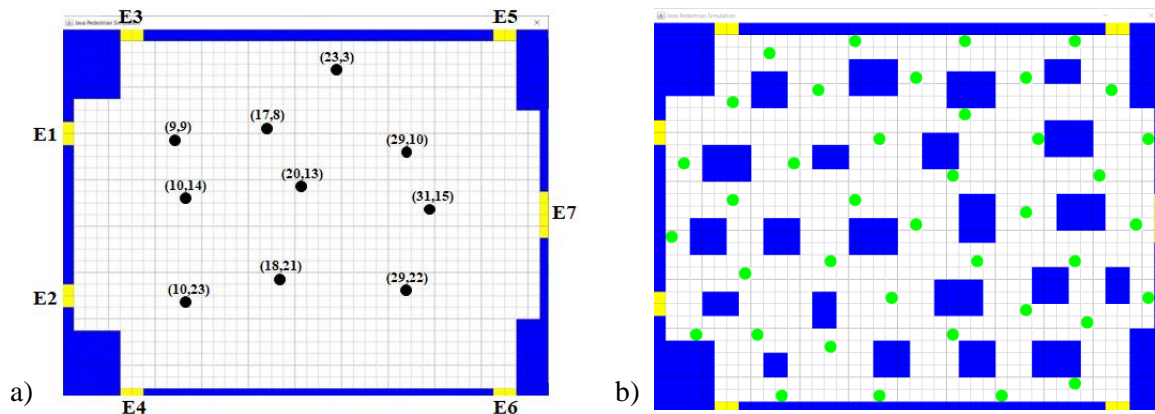 E3
E5
Java Pedestrian Simulation
(23,3)
(17,8)
E1
(9,9)
(29,10)
(20,13)
(10,14)
(31,15)
E7
(18,21)
(29,22)
E2
(10,23)
a)
E4
E6
Java Pedestrian Simulation
b)